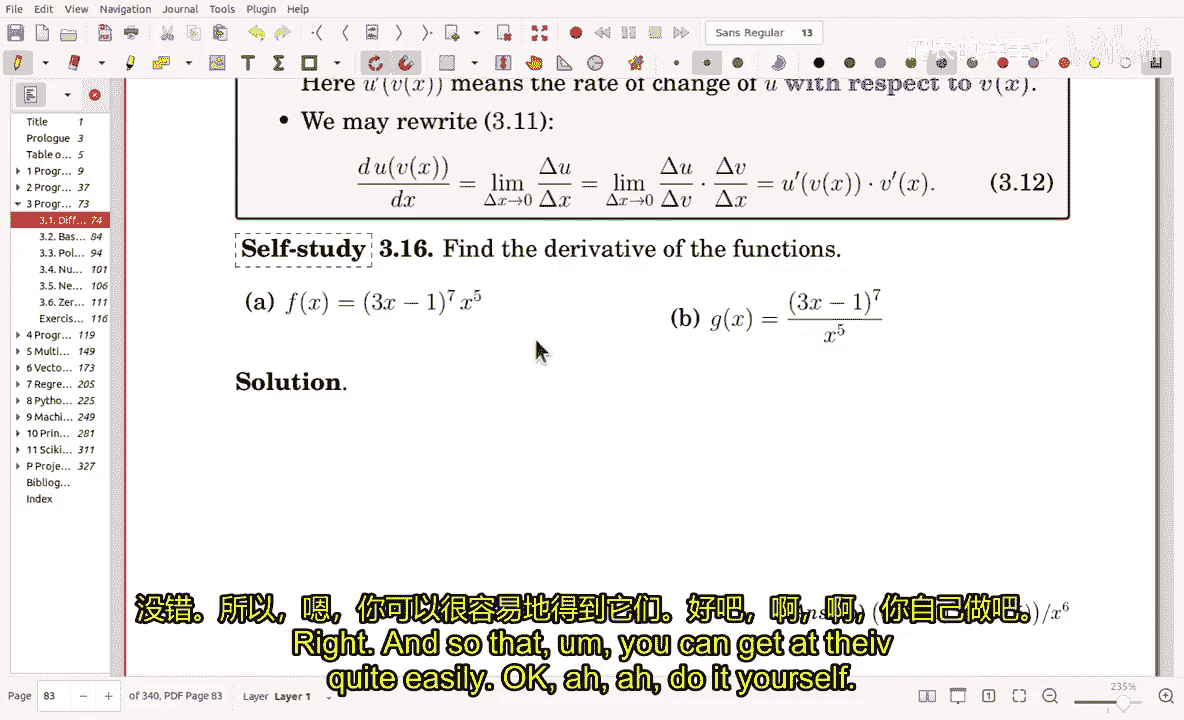 File Edit View Navigation Journal Tools Plugin Help
Sans Regular 13
Title 1
Prologue 3
Table o... 5
1 Progr... 9
2 Progr... 37
3 Progr... 73
3.1. Diff... 74
3.2. Bas... 84
3.3. Pol... 94
3.4. Nu... 101
3.5. Ne... 106
3.6. Zer... 111
Exercis... 116
4 Progr... 119
5 Multi... 149
6 Vecto... 173
7 Regre... 205
8 Pytho... 225
9 Machi... 249
10 Prin... 281
11 Sciki... 311
P Proje... 327
Bibliog...
Index
Here u′(v(x)) means the rate of change of u with respect to v(x).
• We may rewrite (3.11):
d u(v(x))/dx = lim Δx→0 Δu/Δx = lim Δx→0 Δu/Δv · Δv/Δx = u′(v(x)) · v′(x). (3.12)
Self-study 3.16. Find the derivative of the functions.
(a) f(x) = (3x − 1)⁷ x⁵
(b) g(x) = (3x − 1)⁷/x⁵
Solution.
)/x⁶
没错。所以，嗯，你可以很容易地得到它们。好吧，啊，啊，你自己做吧。
Right. And so that, um, you can get at theiv
quite easily. OK, ah, ah, do it yourself.
Page 83 − + of 340, PDF Page 83 Layer Layer 1 235%